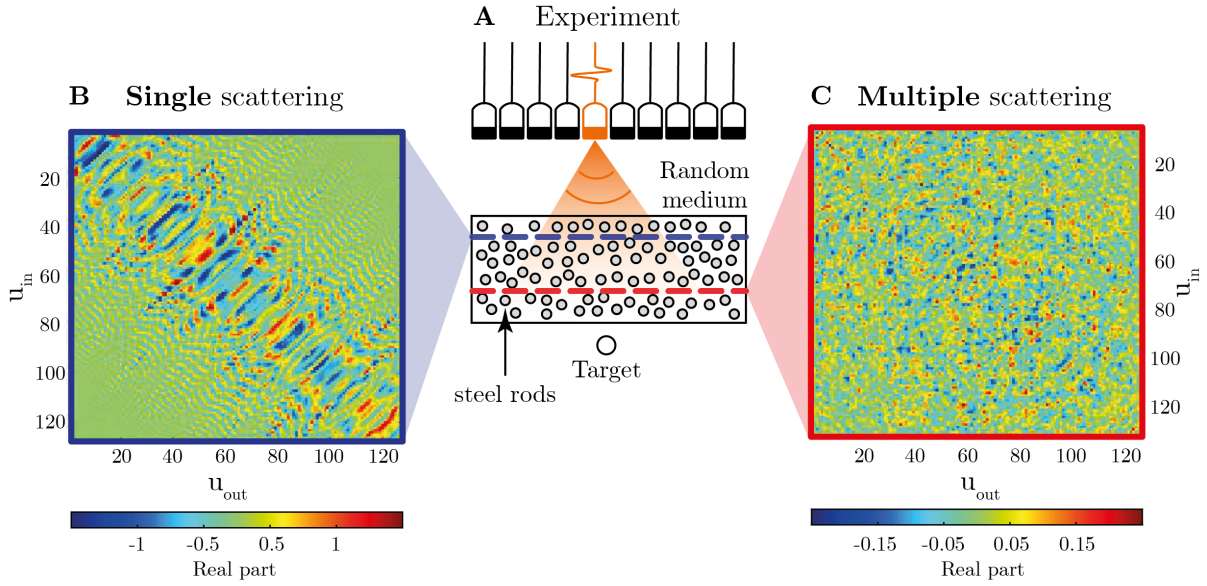 A Experiment
B Single scattering
C Multiple scattering
Random
medium
Target
steel rods
u_in
20
40
60
80
100
120
20 40 60 80 100 120
u_out
-1 -0.5 0.5 1
Real part
u_in
20
40
60
80
100
120
20 40 60 80 100 120
u_out
-0.15 -0.05 0.05 0.15
Real part